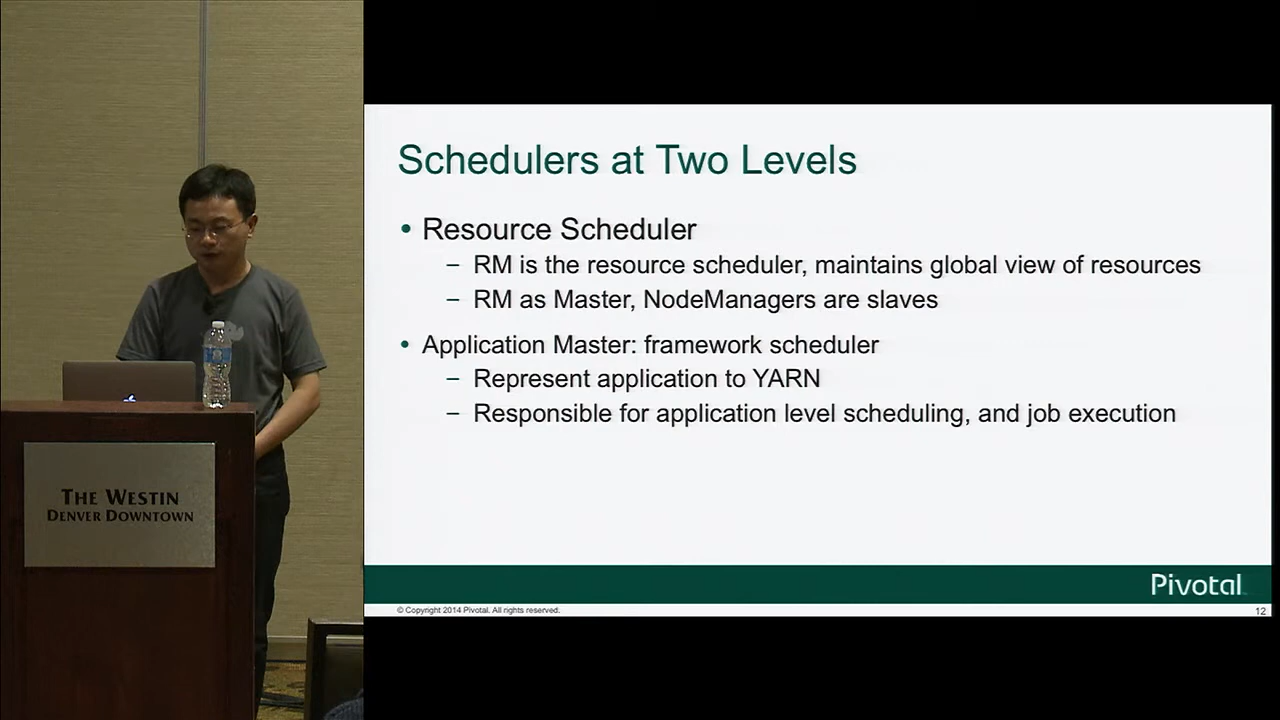 Schedulers at Two Levels
• Resource Scheduler
– RM is the resource scheduler, maintains global view of resources
– RM as Master, NodeManagers are slaves
• Application Master: framework scheduler
– Represent application to YARN
– Responsible for application level scheduling, and job execution
Pivotal
© Copyright 2014 Pivotal. All rights reserved.
12
THE WESTIN
DENVER DOWNTOWN